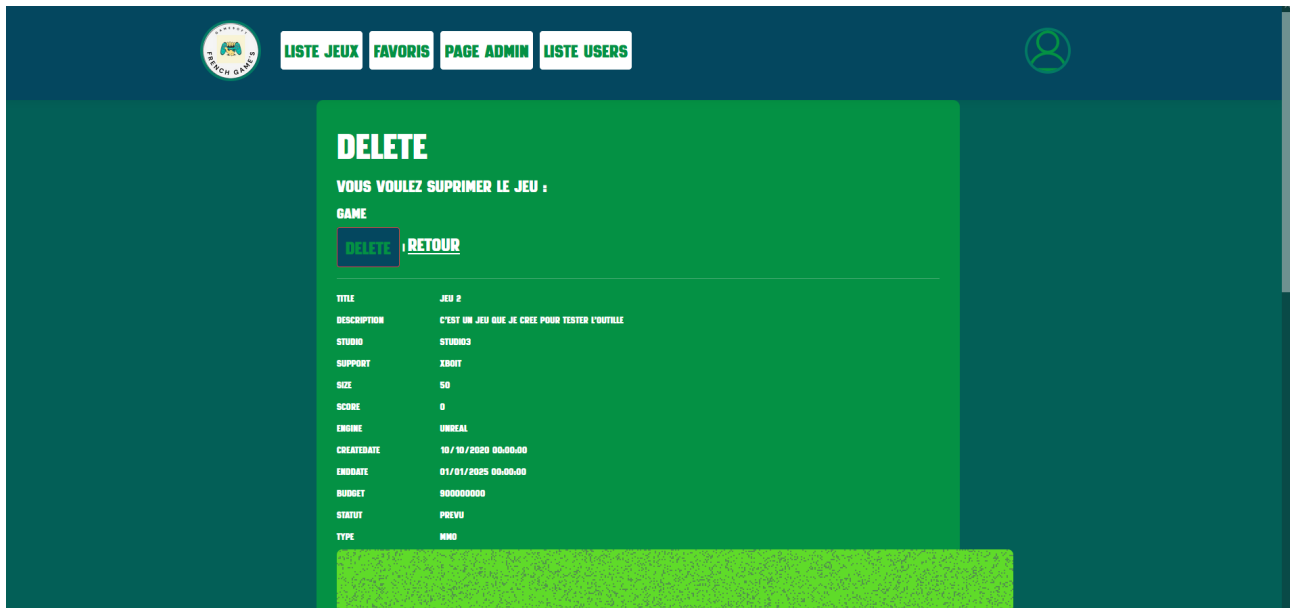 GAMESOFT
FRENCH GAME'S
LISTE JEUX FAVORIS PAGE ADMIN LISTE USERS
DELETE
VOUS VOULEZ SUPRIMER LE JEU :
GAME
DELETE | RETOUR
TITLE JEU 2
DESCRIPTION C'EST UN JEU QUE JE CREE POUR TESTER L'OUTILLE
STUDIO STUDIO3
SUPPORT XBOIT
SIZE 50
SCORE 0
ENGINE UNREAL
CREATEDATE 10/10/2020 00:00:00
ENDDATE 01/01/2025 00:00:00
BUDGET 900000000
STATUT PREVU
TYPE MMO